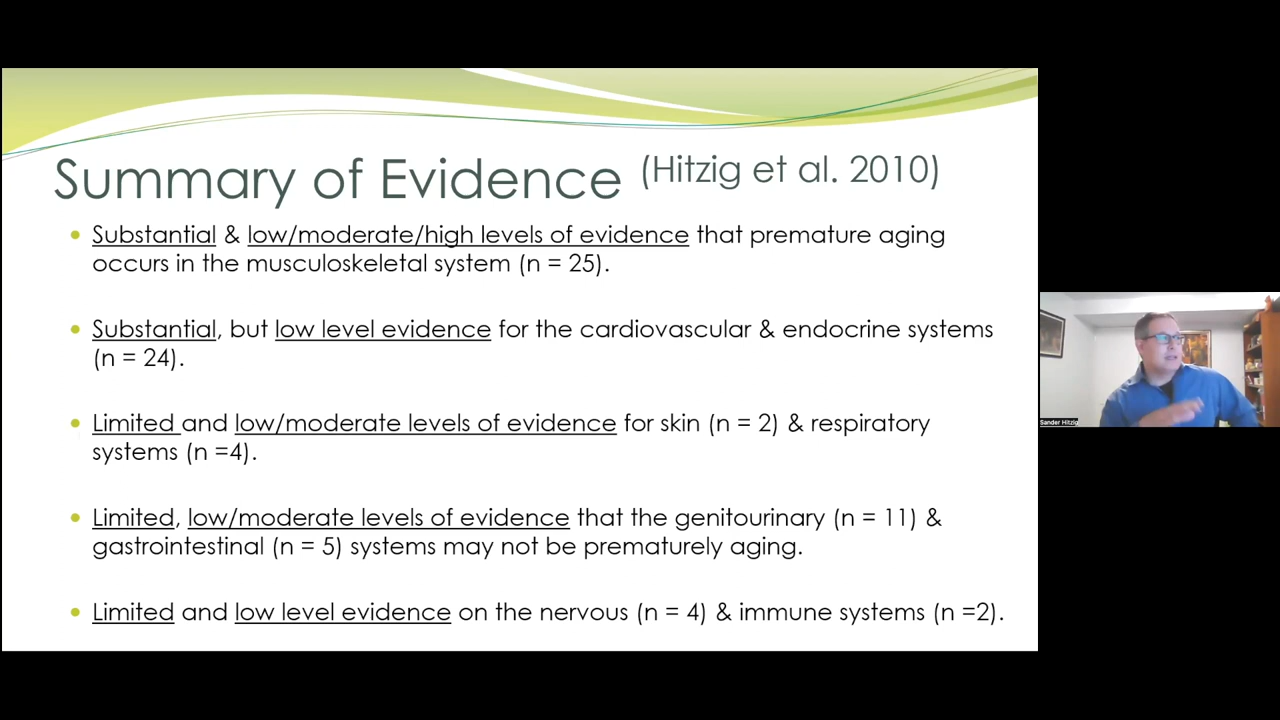 Summary of Evidence (Hitzig et al. 2010)
• Substantial & low/moderate/high levels of evidence that premature aging
occurs in the musculoskeletal system (n = 25).
• Substantial, but low level evidence for the cardiovascular & endocrine systems
(n = 24).
• Limited and low/moderate levels of evidence for skin (n = 2) & respiratory
systems (n =4).
• Limited, low/moderate levels of evidence that the genitourinary (n = 11) &
gastrointestinal (n = 5) systems may not be prematurely aging.
• Limited and low level evidence on the nervous (n = 4) & immune systems (n =2).
Sander Hitzig